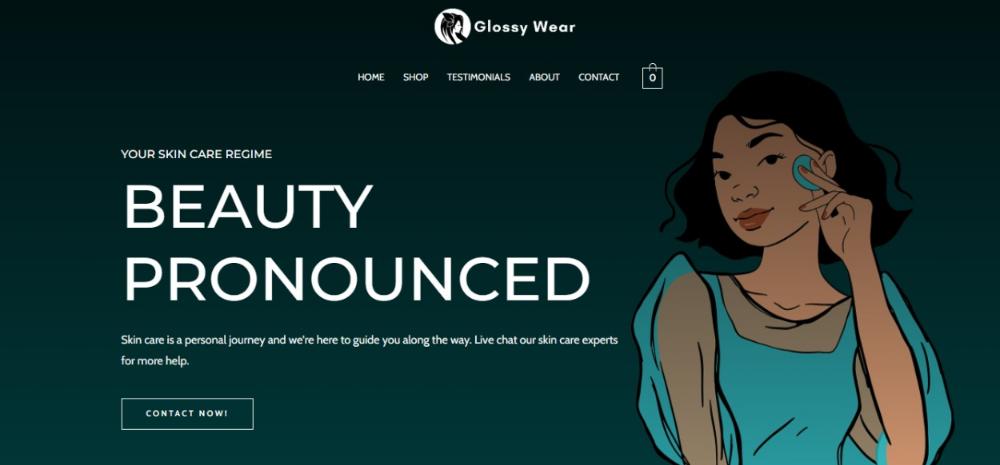 Glossy Wear
HOME SHOP TESTIMONIALS ABOUT CONTACT 0
YOUR SKIN CARE REGIME
BEAUTY
PRONOUNCED
Skin care is a personal journey and we're here to guide you along the way. Live chat our skin care experts
for more help.
CONTACT NOW!